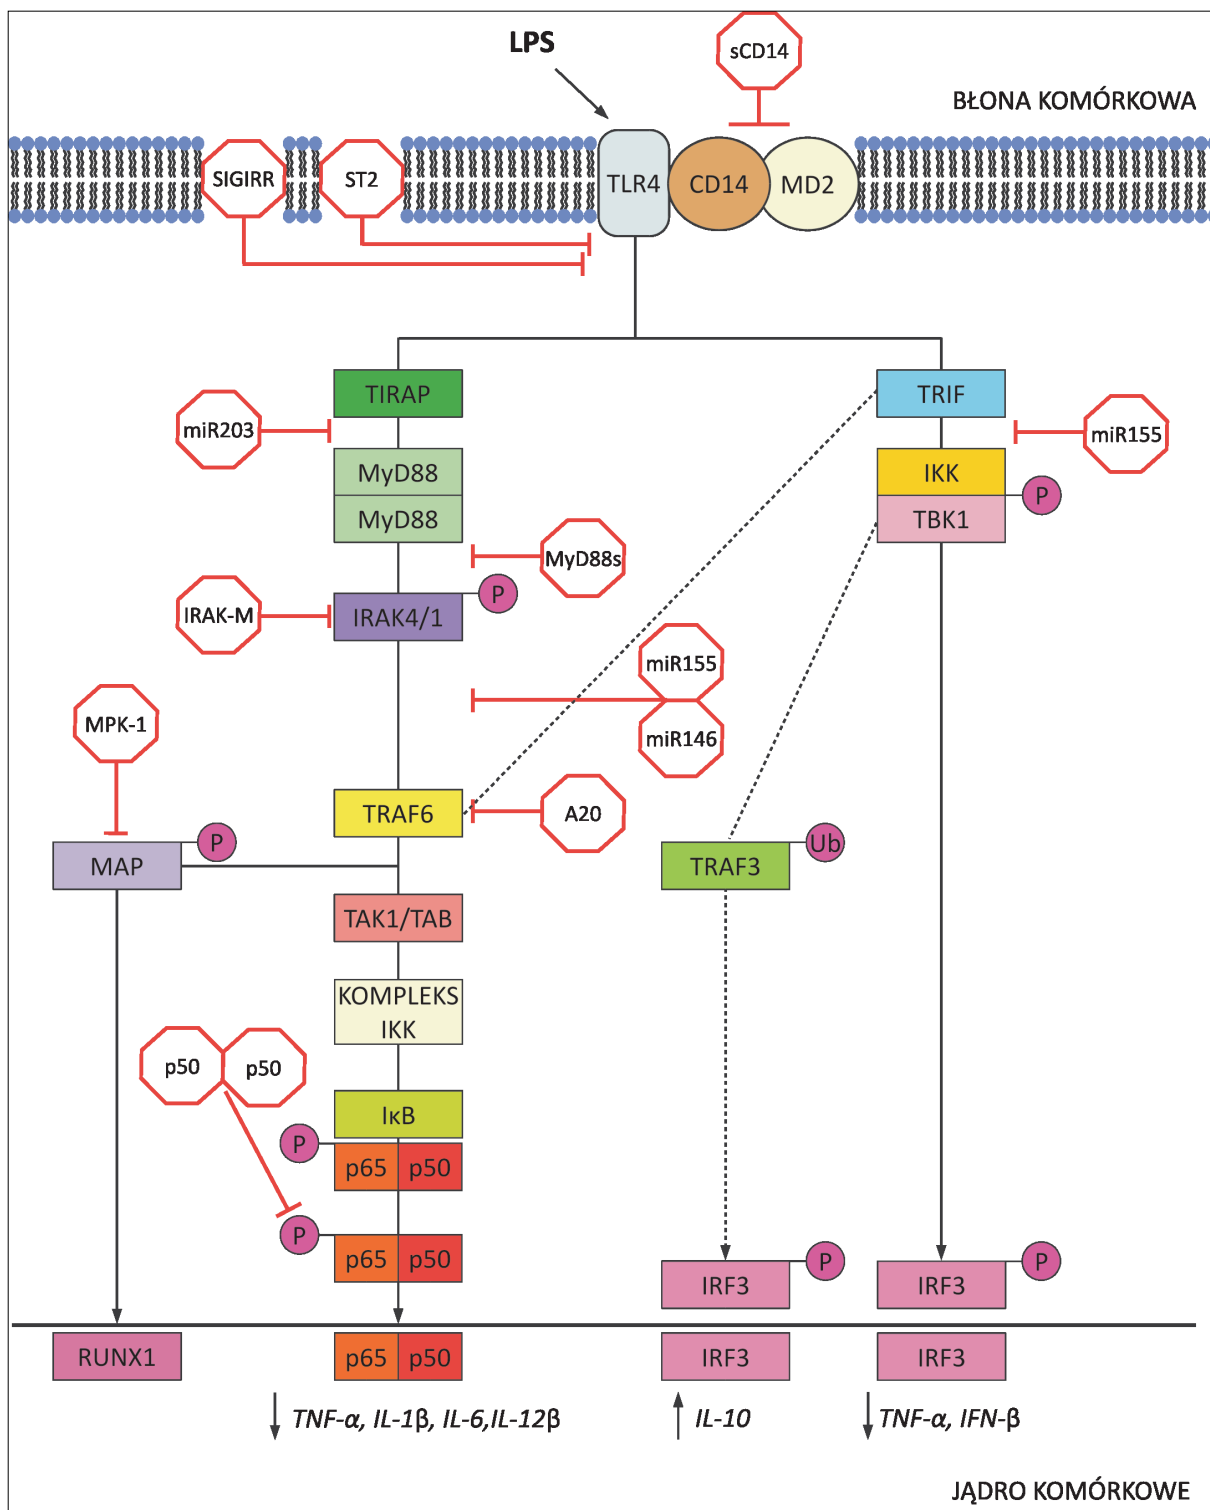 LPS
sCD14
BŁONA KOMÓRKOWA
SIGIRR
ST2
TLR4
CD14
MD2
TIRAP
TRIF
miR203
miR155
MyD88
IKK
MyD88
TBK1
P
MyD88s
P
IRAK-M
IRAK4/1
miR155
MPK-1
miR146
TRAF6
A20
P
Ub
MAP
TRAF3
TAK1/TAB
KOMPLEKS
IKK
p50
p50
IκB
P
p65
p50
P
p65
p50
P
P
IRF3
IRF3
RUNX1
p65
p50
IRF3
IRF3
TNF-α, IL-1β, IL-6,IL-12β
IL-10
TNF-α, IFN-β
JĄDRO KOMÓRKOWE